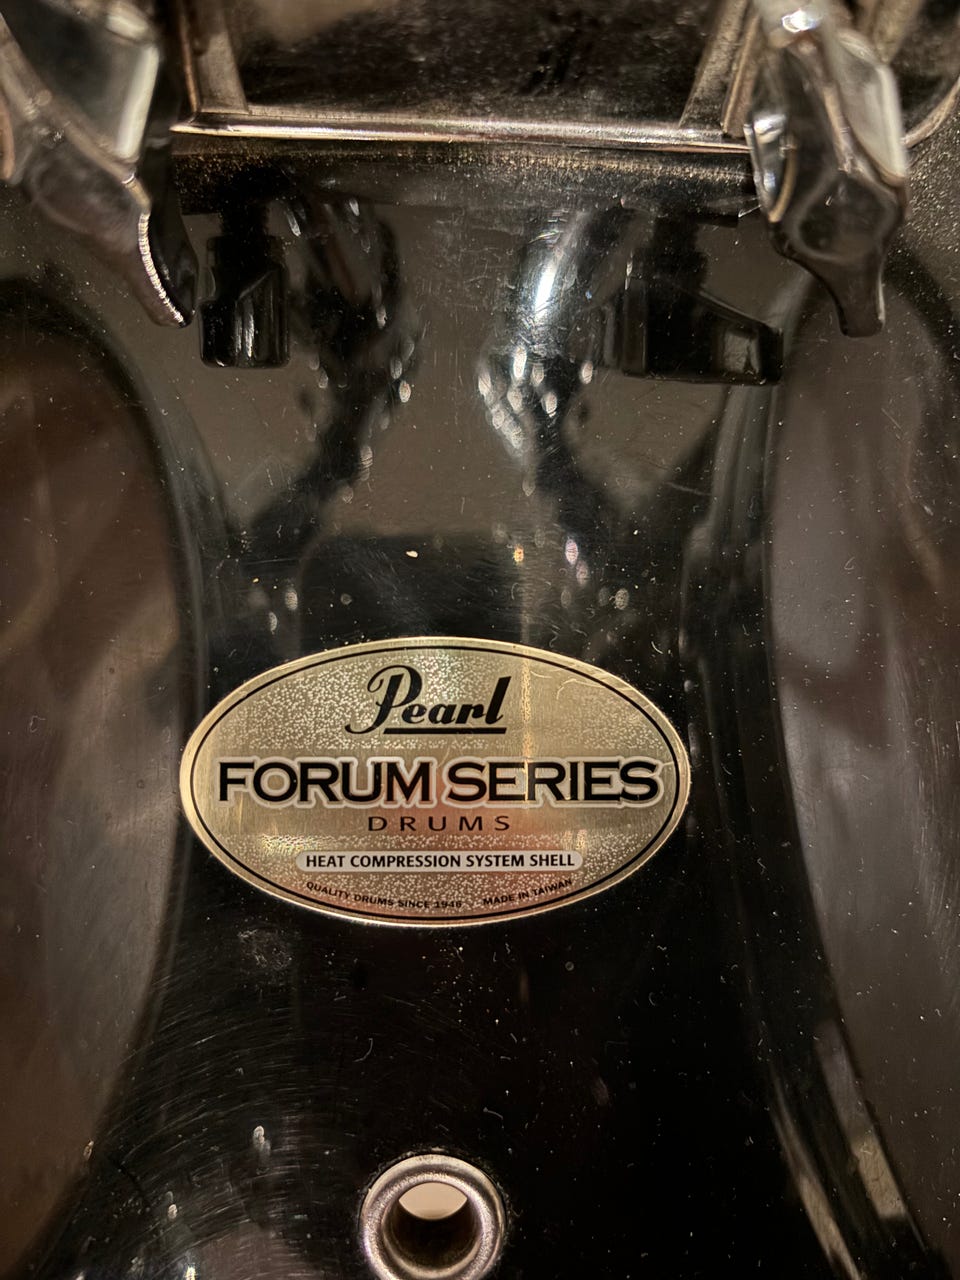 Pearl
FORUM SERIES
DRUMS
HEAT COMPRESSION SYSTEM SHELL
QUALITY DRUMS SINCE 1946 MADE IN TAIWAN